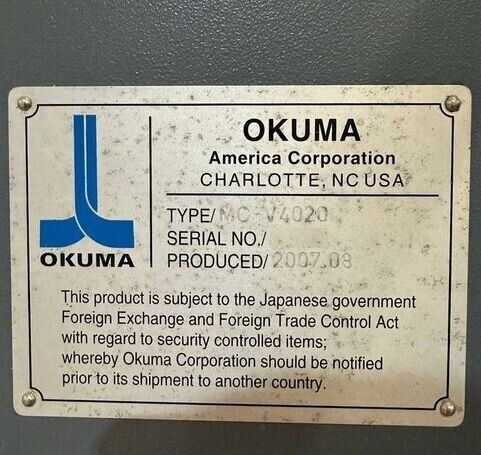 OKUMA
OKUMA
America Corporation
CHARLOTTE, NC USA
TYPE/ MC-V4020
SERIAL NO./
PRODUCED/ 2007.08
This product is subject to the Japanese government
Foreign Exchange and Foreign Trade Control Act
with regard to security controlled items;
whereby Okuma Corporation should be notified
prior to its shipment to another country.